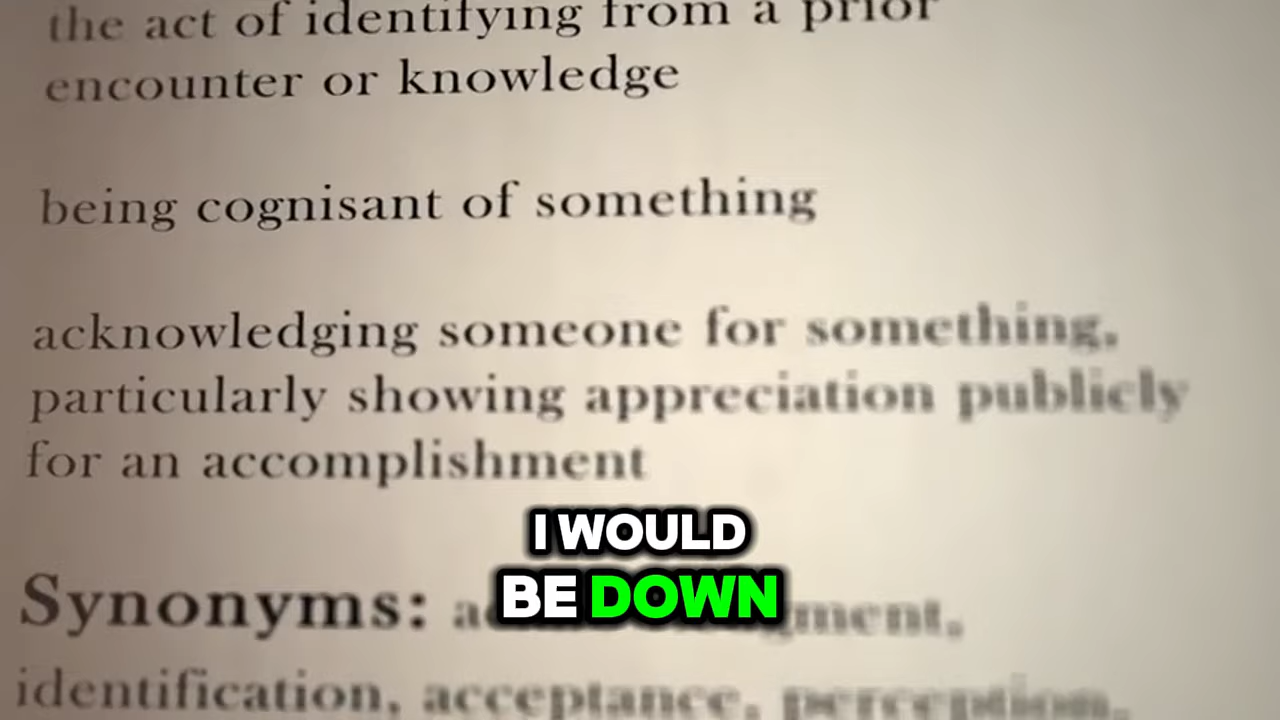 the act of identifying from a prior
encounter or knowledge
being cognisant of something
acknowledging someone for something,
particularly showing appreciation publicly
for an accomplishment
I WOULD
BE DOWN
Synonyms:
identification, acceptance, perception,